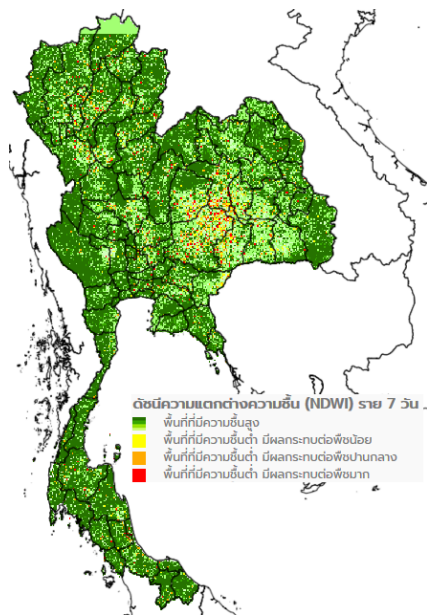 ดัชนีความแตกต่างความชื้น (NDWI) ราย 7 วัน
พื้นที่ที่มีความชื้นสูง
พื้นที่ที่มีความชื้นต่ำ มีผลกระทบต่อพืชน้อย
พื้นที่ที่มีความชื้นต่ำ มีผลกระทบต่อพืชปานกลาง
พื้นที่ที่มีความชื้นต่ำ มีผลกระทบต่อพืชมาก